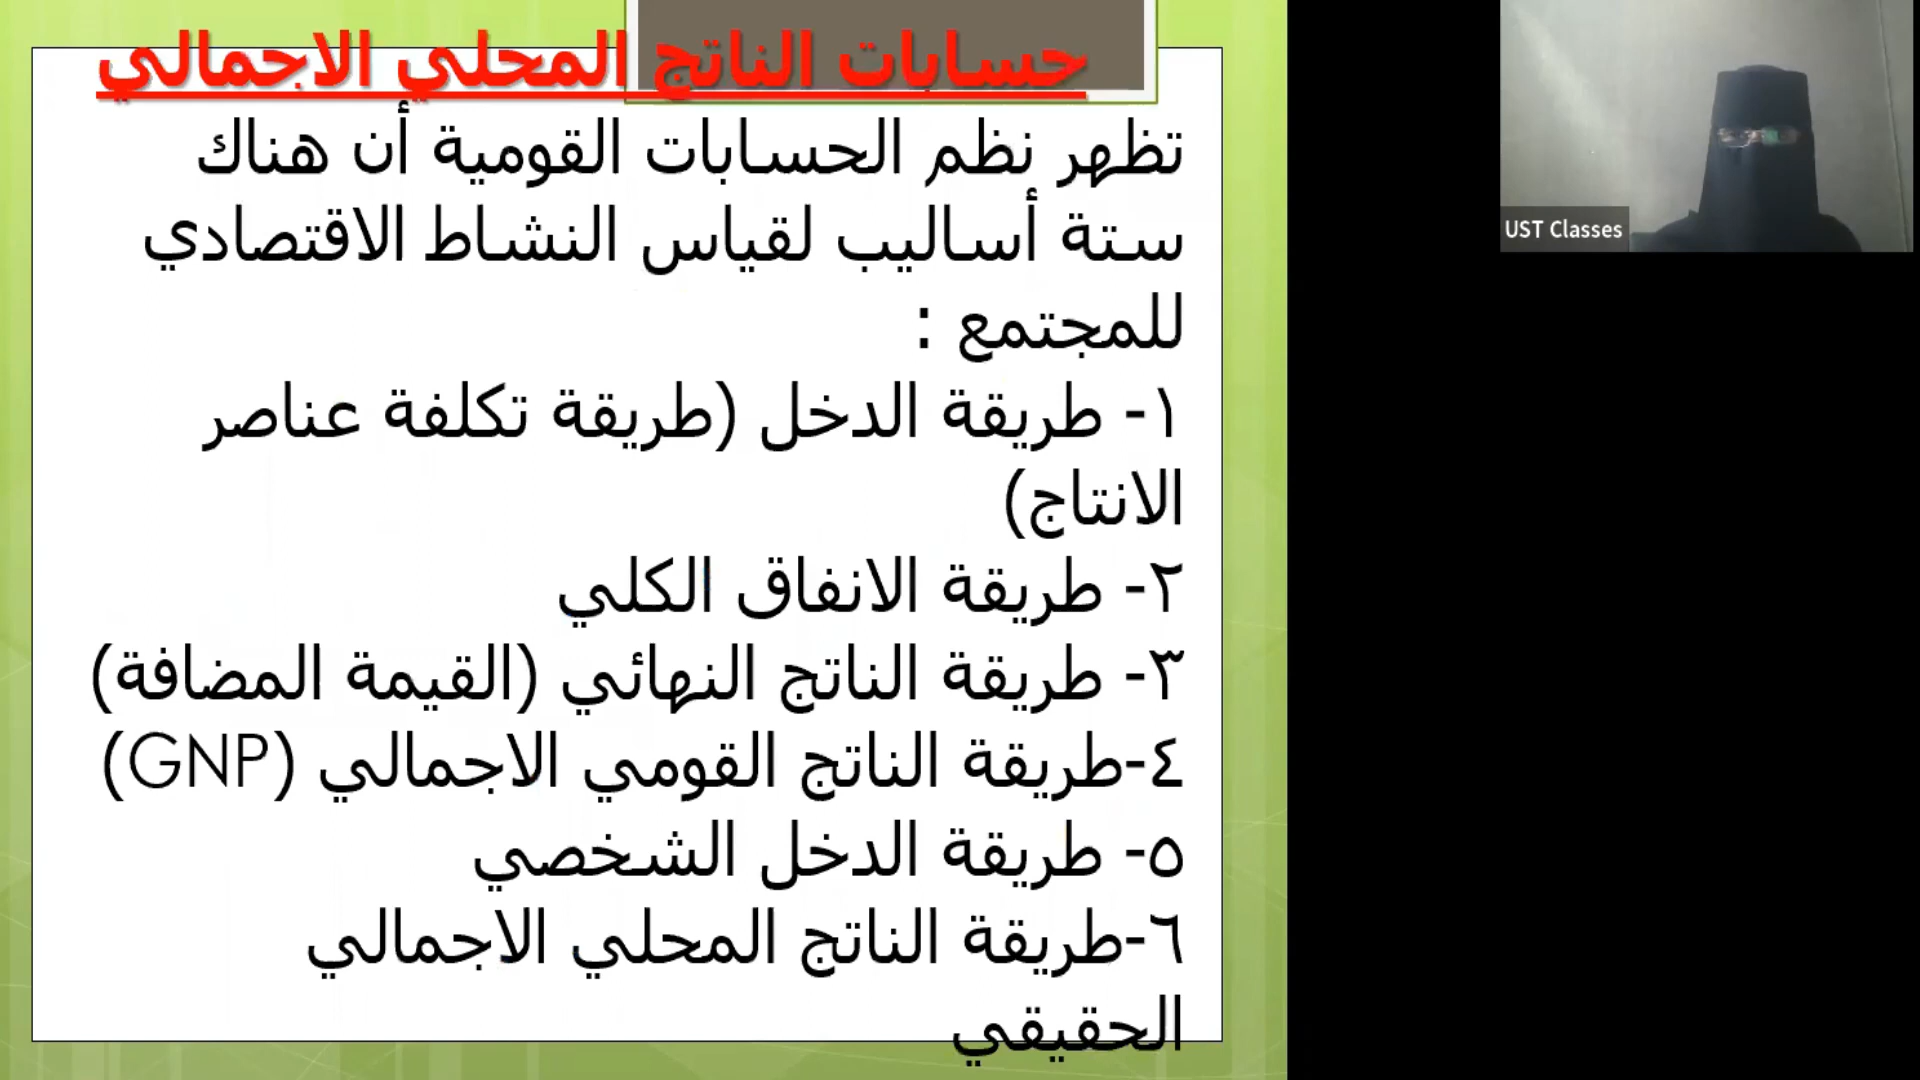 حسابات الناتج المحلي الاجمالي
تظهر نظم الحسابات القومية أن هناك
ستة أساليب لقياس النشاط الاقتصادي
للمجتمع :
١- طريقة الدخل (طريقة تكلفة عناصر
الانتاج)
٢- طريقة الانفاق الكلي
٣- طريقة الناتج النهائي (القيمة المضافة)
٤-طريقة الناتج القومي الاجمالي (GNP)
٥- طريقة الدخل الشخصي
٦-طريقة الناتج المحلي الاجمالي
الحقيقي
UST Classes